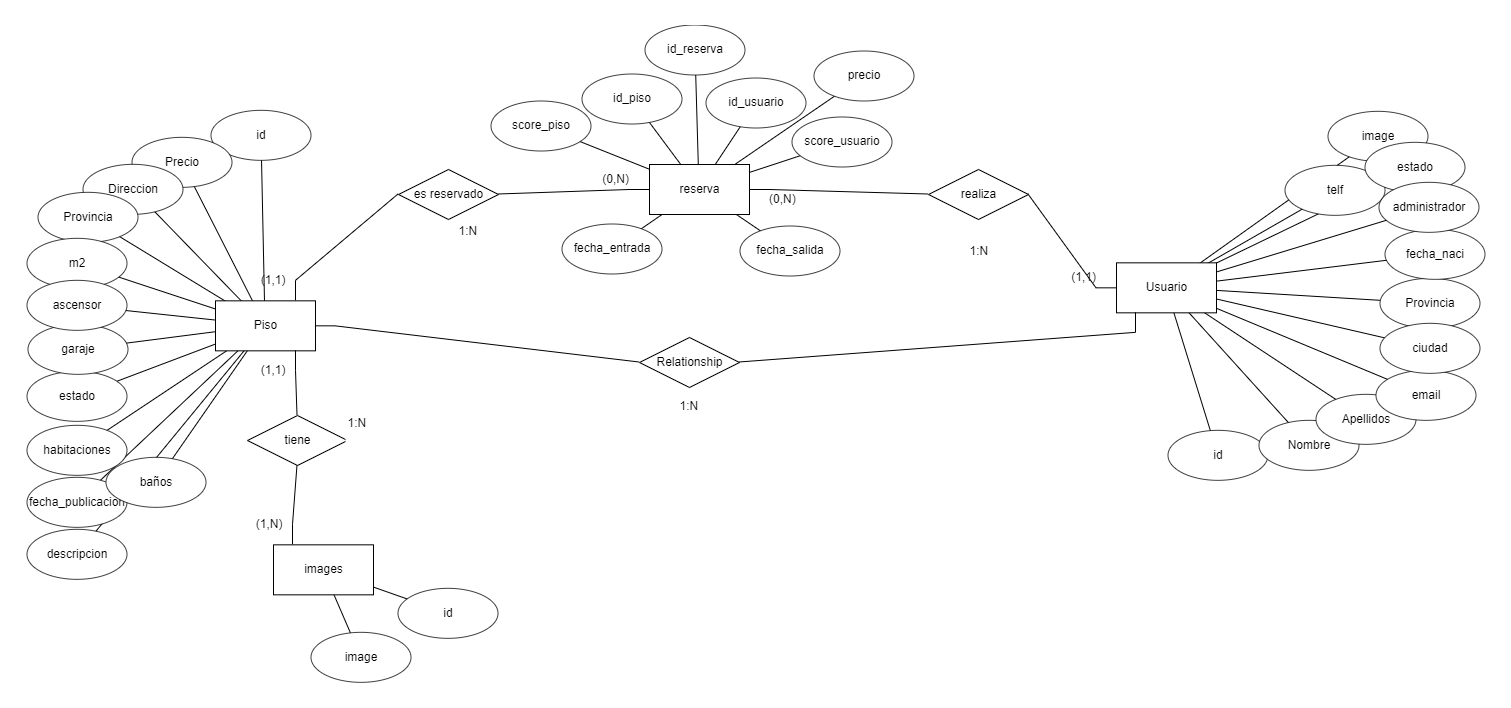 id_reserva
precio
id_piso
id_usuario
score_piso
score_usuario
id
image
Precio
estado
Direccion
reserva
telf
es reservado
(0,N)
(0,N)
realiza
administrador
Provincia
1:N
fecha_entrada
fecha_salida
1:N
fecha_naci
m2
(1,1)
(1,1)
Usuario
ascensor
Provincia
Piso
garaje
ciudad
Relationship
(1,1)
estado
email
1:N
1:N
Apellidos
tiene
Nombre
habitaciones
id
baños
fecha_publicacion
(1,N)
descripcion
images
id
image